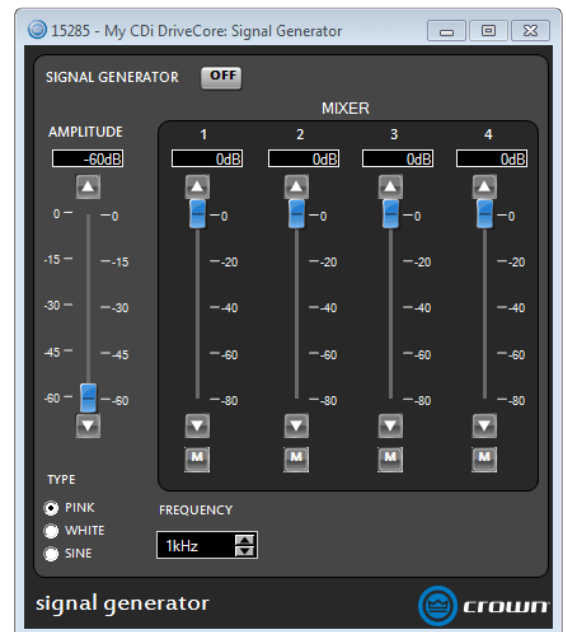 15285 - My CDi DriveCore: Signal Generator
SIGNAL GENERATOR OFF
MIXER
AMPLITUDE 1 2 3 4
-60dB 0dB 0dB 0dB 0dB
0 0 0 0 0 0
-15 -15 -20 -20 -20 -20
-30 -30 -40 -40 -40 -40
-45 -45 -60 -60 -60 -60
-60 -60 -80 -80 -80 -80
M M M M
TYPE
PINK FREQUENCY
WHITE
1kHz
SINE
signal generator crown